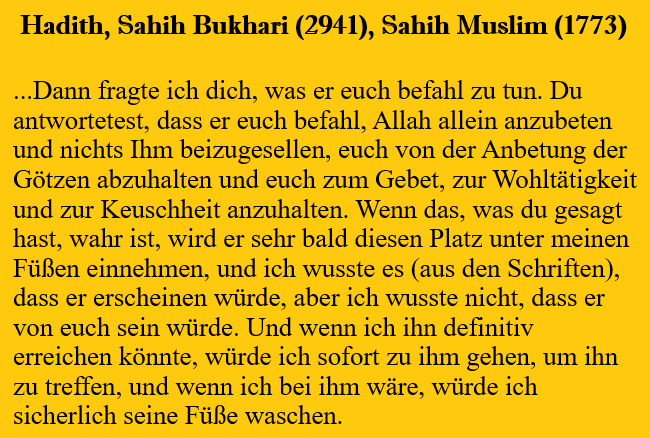 Hadith, Sahih Bukhari (2941), Sahih Muslim (1773)
...Dann fragte ich dich, was er euch befahl zu tun. Du
antwortetest, dass er euch befahl, Allah allein anzubeten
und nichts Ihm beizugesellen, euch von der Anbetung der
Götzen abzuhalten und euch zum Gebet, zur Wohltätigkeit
und zur Keuschheit anzuhalten. Wenn das, was du gesagt
hast, wahr ist, wird er sehr bald diesen Platz unter meinen
Füßen einnehmen, und ich wusste es (aus den Schriften),
dass er erscheinen würde, aber ich wusste nicht, dass er
von euch sein würde. Und wenn ich ihn definitiv
erreichen könnte, würde ich sofort zu ihm gehen, um ihn
zu treffen, und wenn ich bei ihm wäre, würde ich
sicherlich seine Füße waschen.